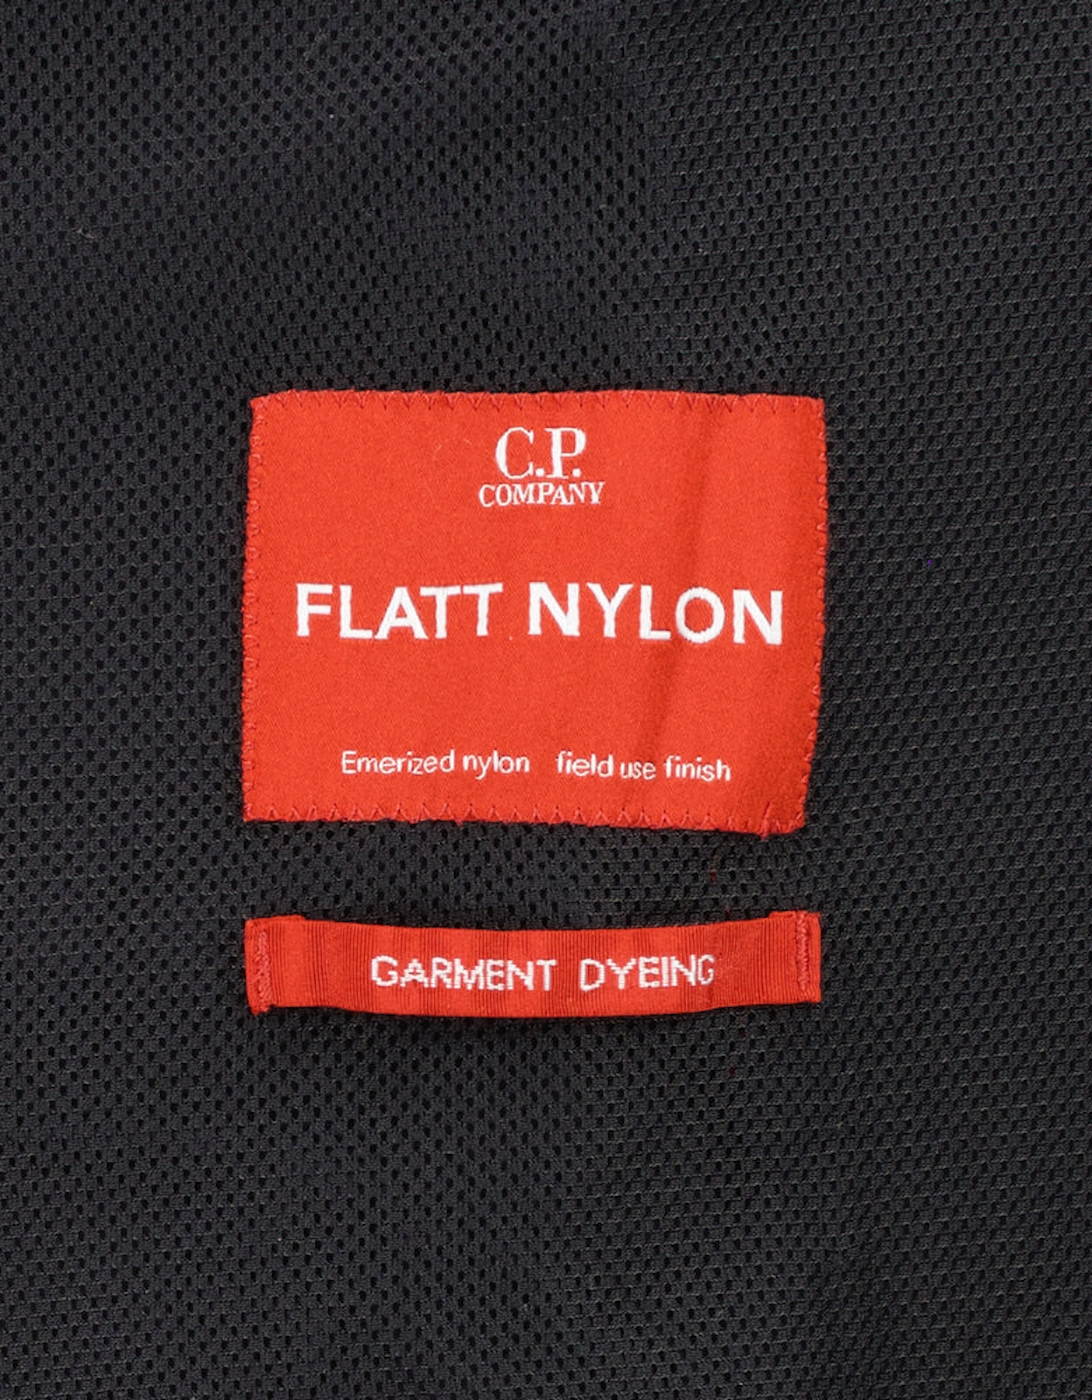 C.P.
COMPANY
FLATT NYLON
Emerized nylon field use finish
GARMENT DYEING